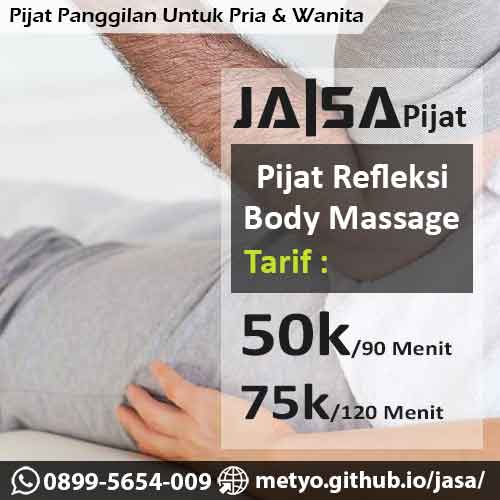 Pijat Panggilan Untuk Pria & Wanita
JA|SA Pijat
Pijat Refleksi
Body Massage
Tarif :
50k/90 Menit
75k/120 Menit
0899-5654-009 metyo.github.io/jasa/